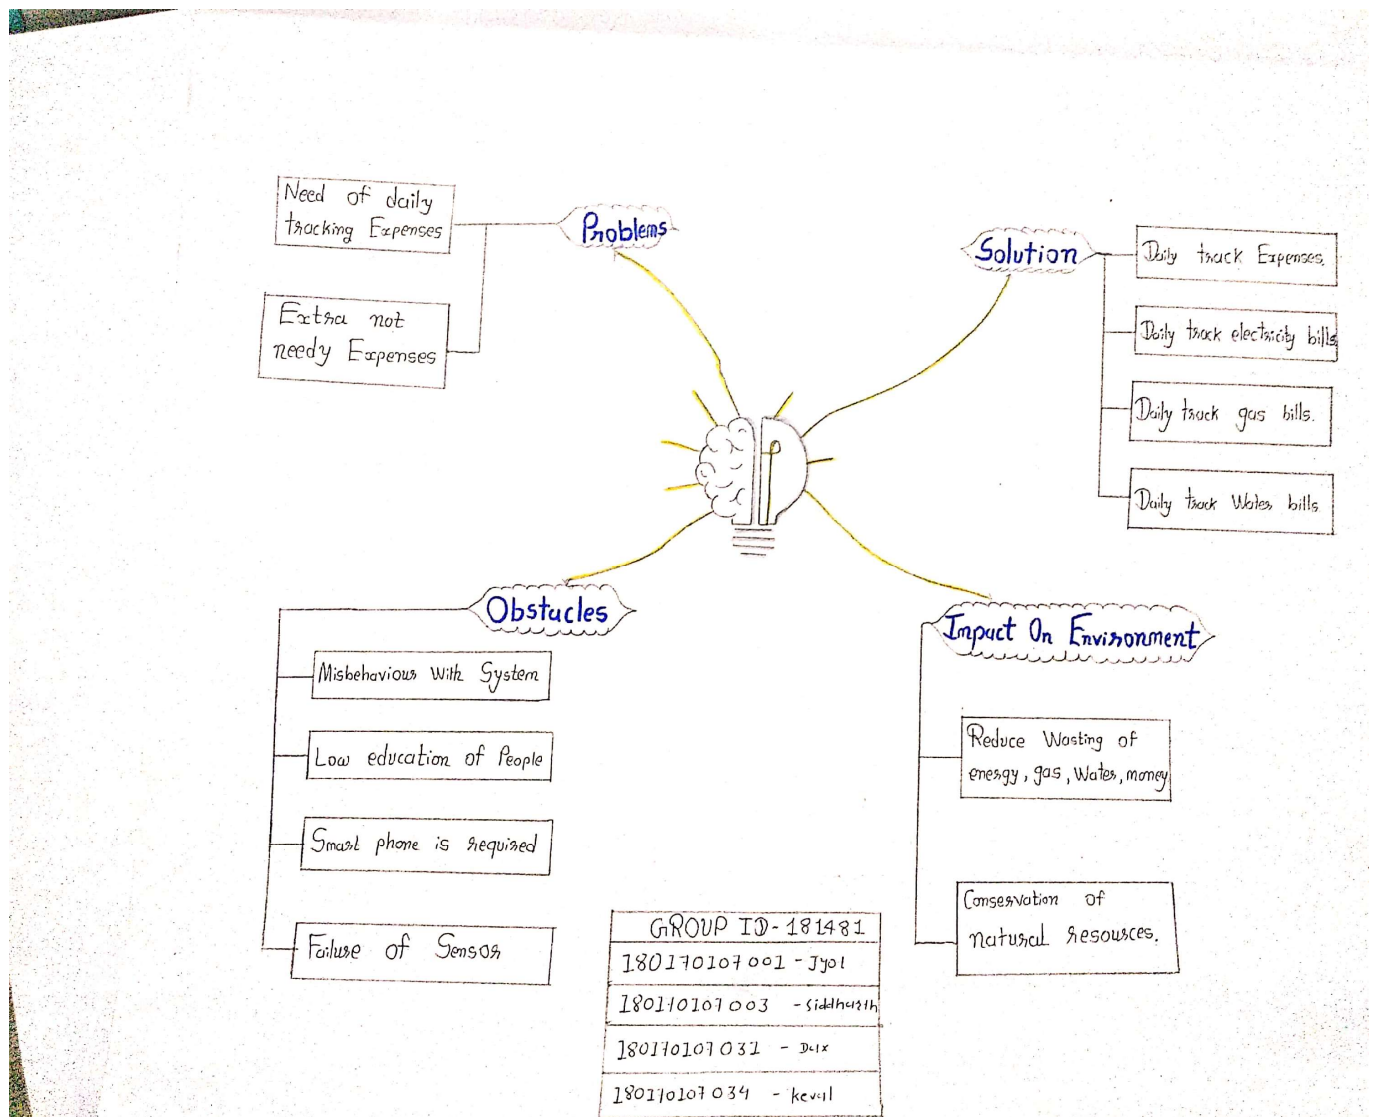 Need of daily
tracking Expenses
Extra not
needy Expenses
Problems
Solution
Daily track Expenses.
Daily track electricity bills
Daily track gas bills.
Daily track Water bills
Obstacles
Misbehaviour With System
Low education of People
Smart phone is required
Failure of Sensor
Impact On Environment
Reduce Wasting of
energy, gas, Water, money
Conservation of
natural resources.
GROUP ID-181481
180170107001 -
180170107003 - Siddharth
180170107031 -
180170107034 - keval